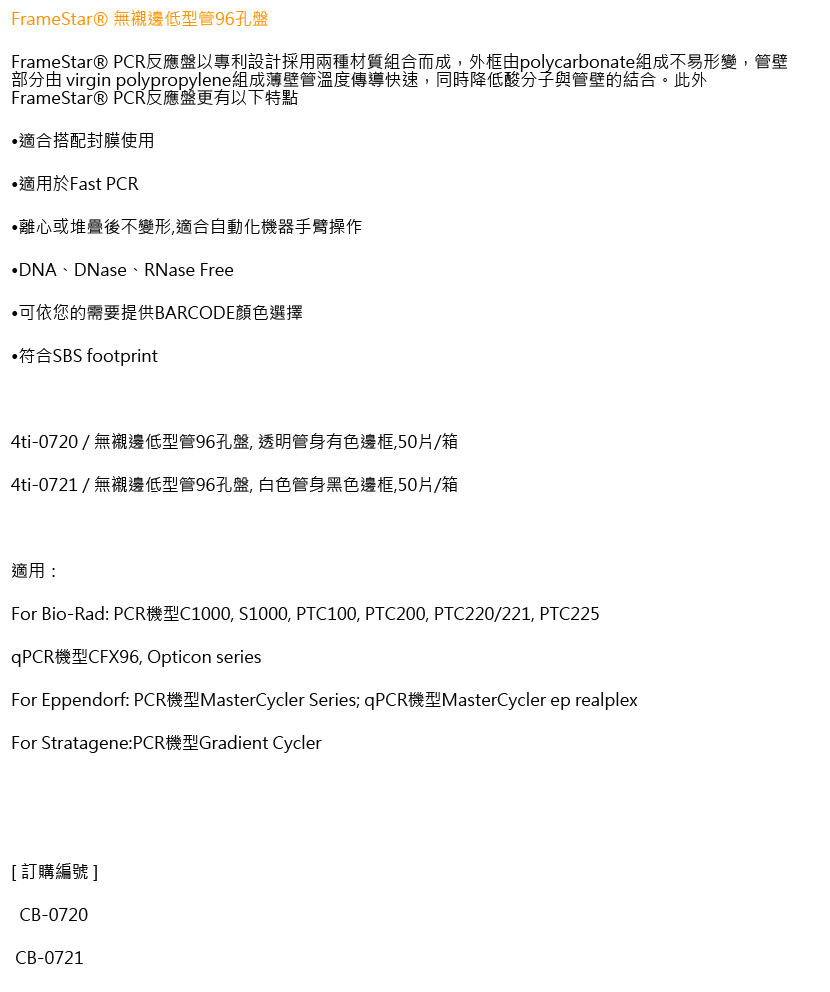 FrameStar® 無襯邊低型管96孔盤
FrameStar® PCR反應盤以專利設計採用兩種材質組合而成，外框由polycarbonate組成不易形變，管壁
部分由 virgin polypropylene組成薄壁管溫度傳導快速，同時降低酸分子與管壁的結合。此外
FrameStar® PCR反應盤更有以下特點
•適合搭配封膜使用
•適用於Fast PCR
•離心或堆疊後不變形,適合自動化機器手臂操作
•DNA、DNase、RNase Free
•可依您的需要提供BARCODE顏色選擇
•符合SBS footprint
4ti-0720 / 無襯邊低型管96孔盤, 透明管身有色邊框,50片/箱
4ti-0721 / 無襯邊低型管96孔盤, 白色管身黑色邊框,50片/箱
適用：
For Bio-Rad: PCR機型C1000, S1000, PTC100, PTC200, PTC220/221, PTC225
qPCR機型CFX96, Opticon series
For Eppendorf: PCR機型MasterCycler Series; qPCR機型MasterCycler ep realplex
For Stratagene:PCR機型Gradient Cycler
[ 訂購編號 ]
CB-0720
CB-0721